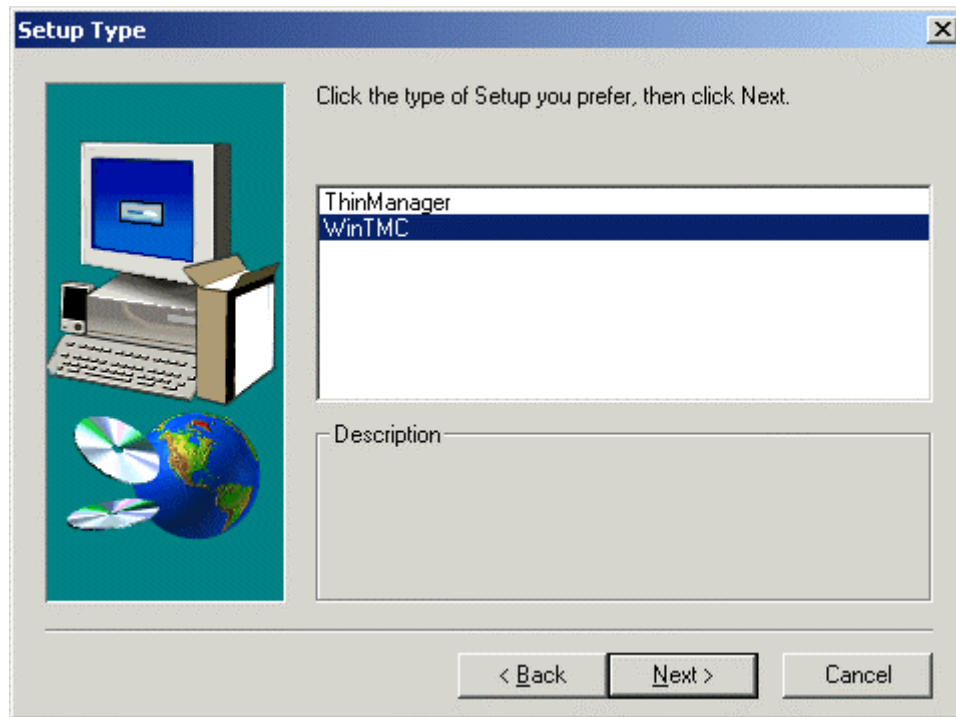 Setup Type
Click the type of Setup you prefer, then click Next.
ThinManager
WinTMC
Description
< Back
Next >
Cancel